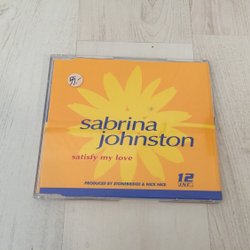 sabrina
johnston
satisfy my love
PRODUCED BY STONEBRIDGE & NICK NICE
12